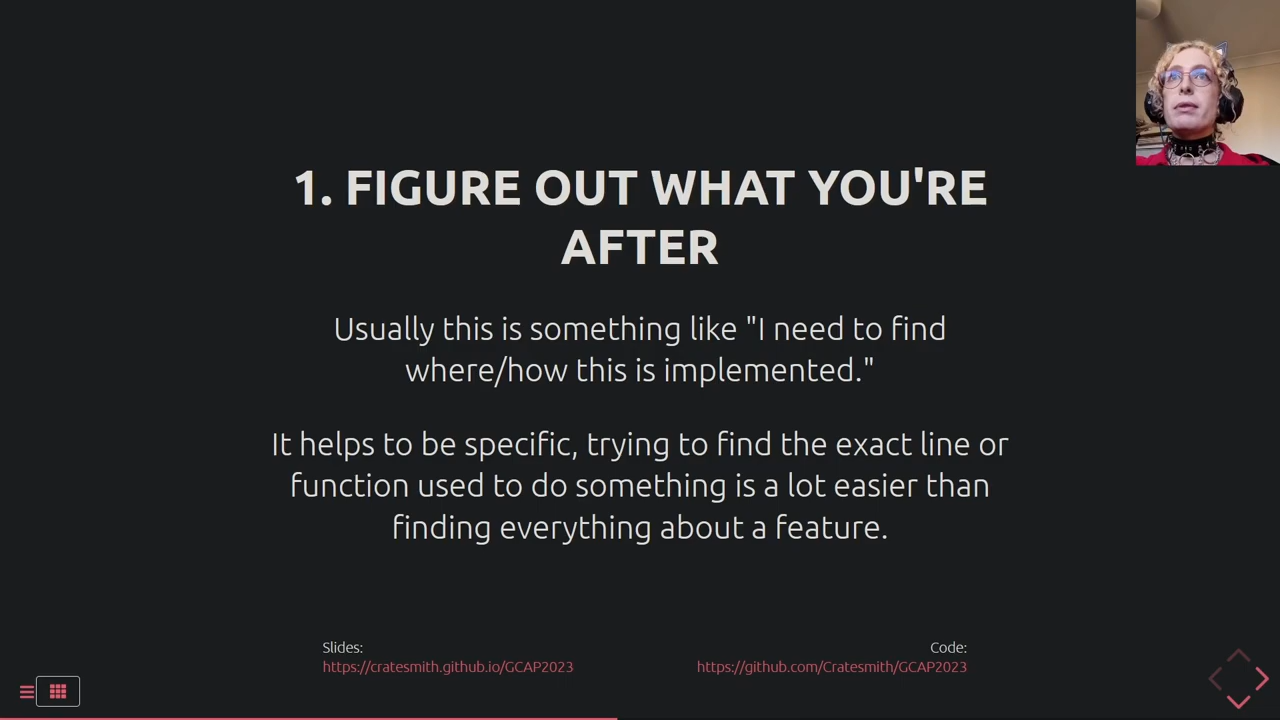 1. FIGURE OUT WHAT YOU'RE
AFTER
Usually this is something like "I need to find
where/how this is implemented."
It helps to be specific, trying to find the exact line or
function used to do something is a lot easier than
finding everything about a feature.
Slides:
https://cratesmith.github.io/GCAP2023
Code:
https://github.com/Cratesmith/GCAP2023